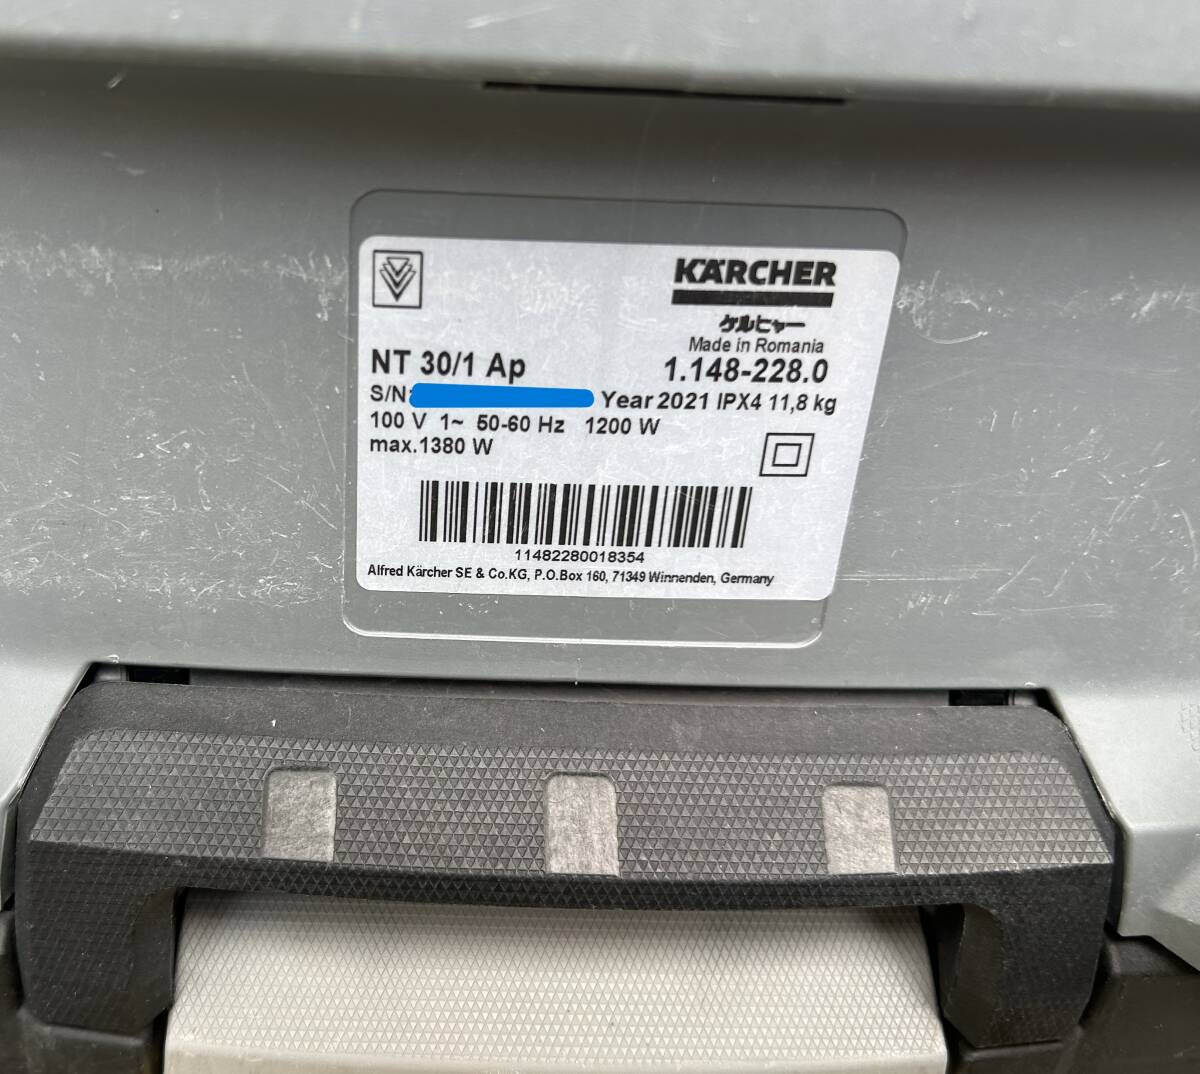 KÄRCHER
ケルヒャー
Made in Romania
NT 30/1 Ap 1.148-228.0
S/N: Year 2021 IPX4 11,8 kg
100 V 1~ 50-60 Hz 1200 W
max.1380 W
11482280018354
Alfred Kärcher SE & Co.KG, P.O.Box 160, 71349 Winnenden, Germany